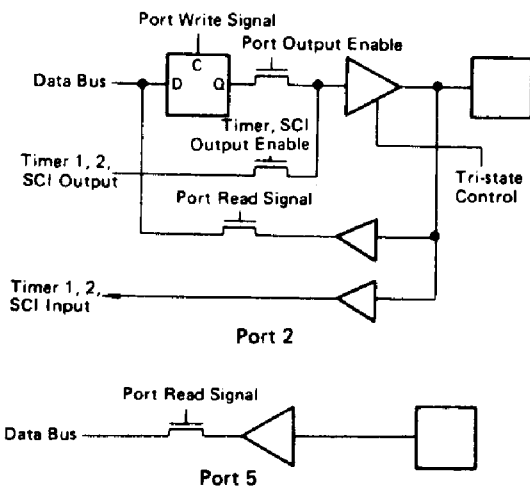 Port Write Signal
C
Port Output Enable
Data Bus
D
Q
Timer, SCI
Output Enable
Timer 1, 2,
SCI Output
Port Read Signal
Tri-state
Control
Timer 1, 2,
SCI Input
Port 2
Port Read Signal
Data Bus
Port 5